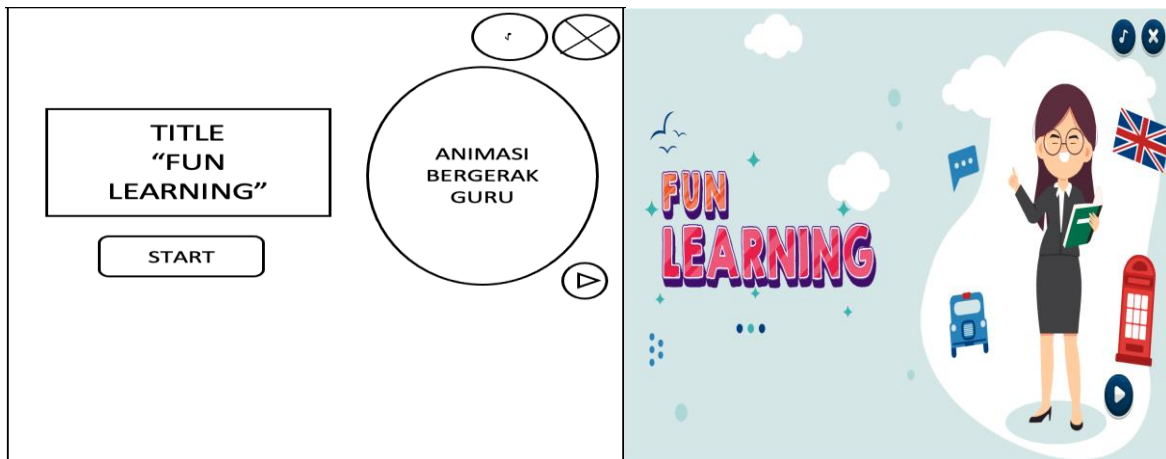 TITLE
“FUN
LEARNING”
START
ANIMASI
BERGERAK
GURU
FUN
LEARNING